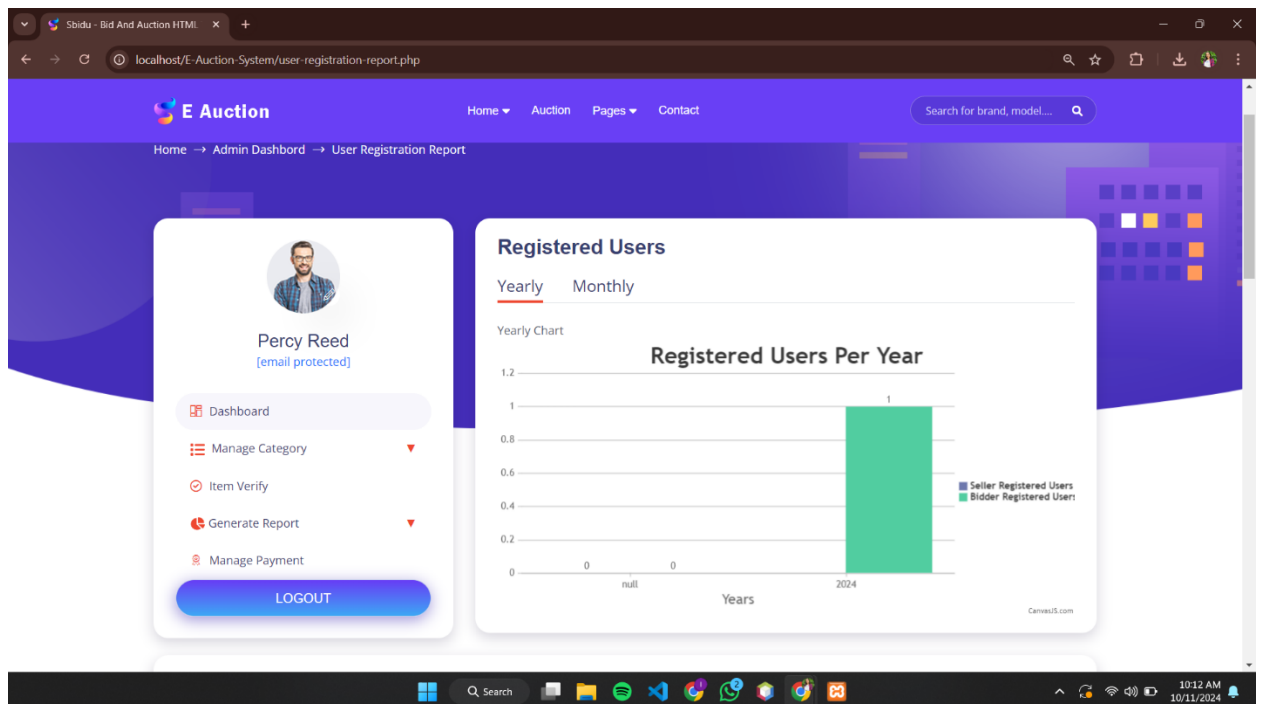 Sbidu - Bid And Auction HTML
localhost/E-Auction-System/user-registration-report.php
E Auction
Home
Auction
Pages
Contact
Search for brand, model....
Home → Admin Dashbord → User Registration Report
Percy Reed
[email protected]
Dashboard
Manage Category
Item Verify
Generate Report
Manage Payment
LOGOUT
Registered Users
Yearly
Monthly
Yearly Chart
Registered Users Per Year
1.2
1
0.8
0.6
0.4
0.2
0
0
0
1
null
2024
Years
Seller Registered Users
Bidder Registered Users
CanvasJS.com
Search
2
10:12 AM
10/11/2024